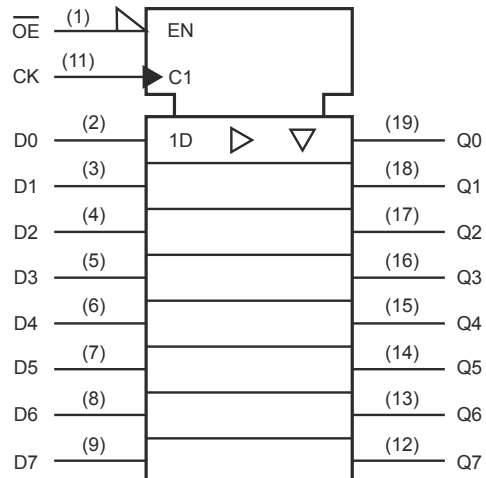 (1)
O̅E̅ EN
(11)
CK C1
(2) (19)
D0 1D Q0
(3) (18)
D1 Q1
(4) (17)
D2 Q2
(5) (16)
D3 Q3
(6) (15)
D4 Q4
(7) (14)
D5 Q5
(8) (13)
D6 Q6
(9) (12)
D7 Q7